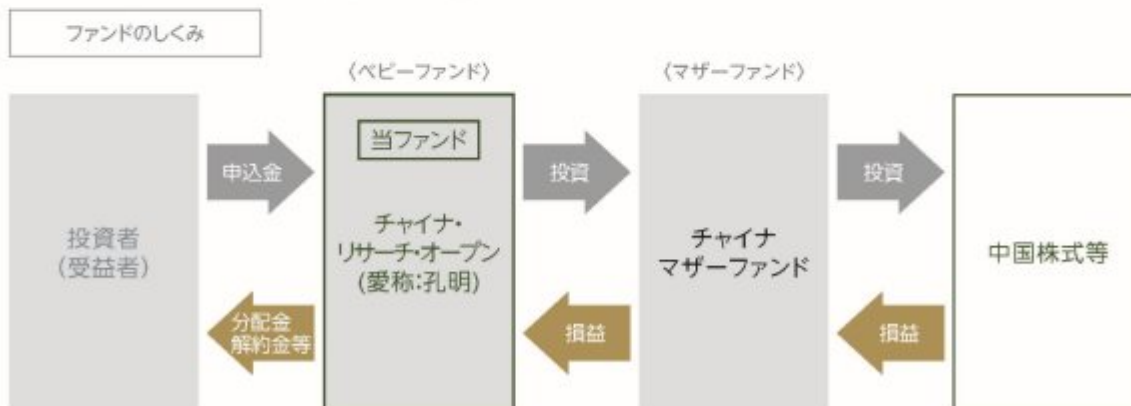 ファンドのしくみ
〈ベビーファンド〉
〈マザーファンド〉
投資者
(受益者)
申込金
分配金
解約金等
当ファンド
チャイナ・
リサーチ・オープン
(愛称:孔明)
投資
損益
チャイナ
マザーファンド
投資
損益
中国株式等